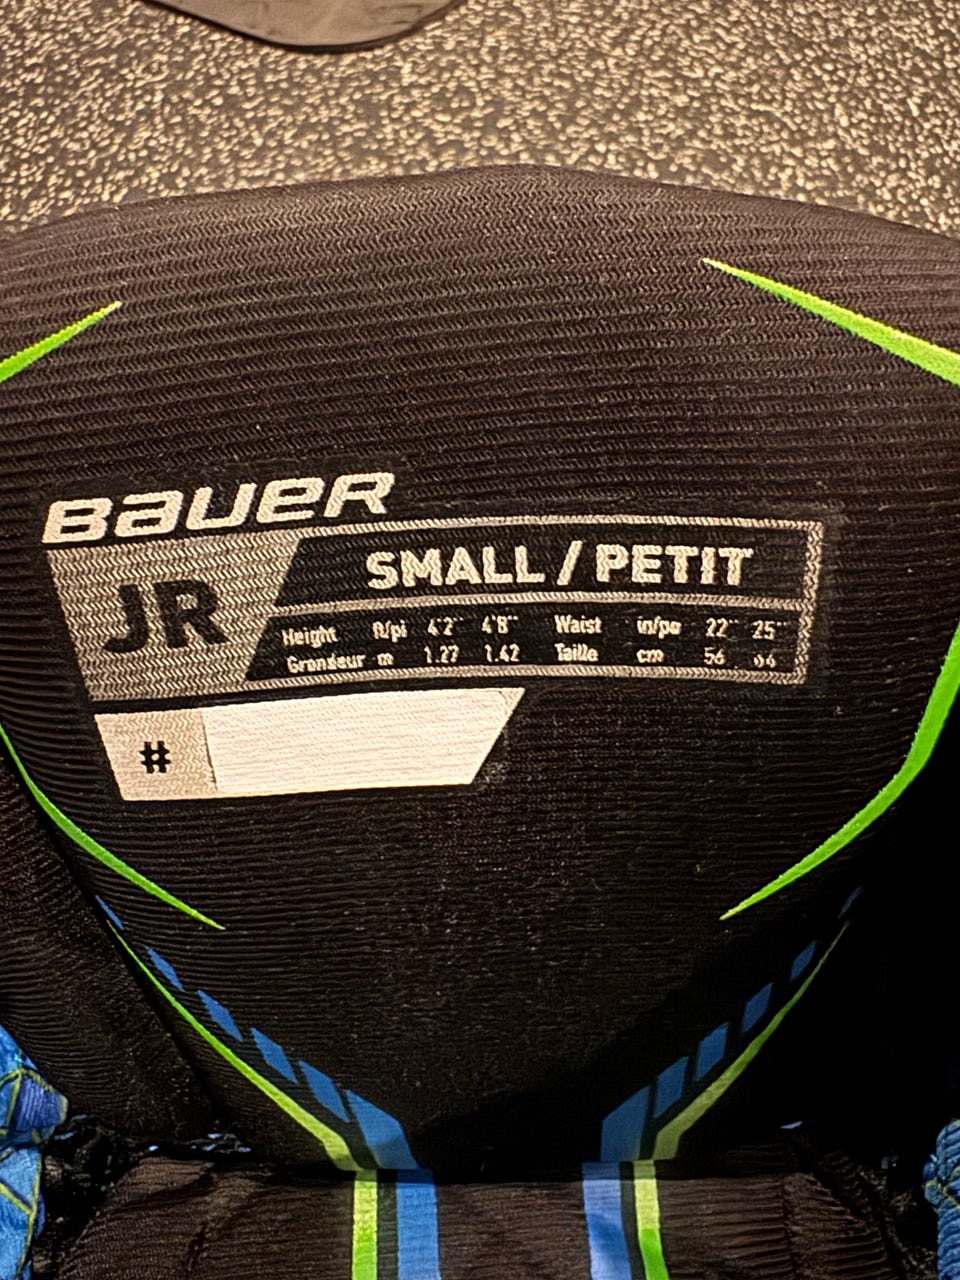 BAUER
JR
SMALL / PETIT
Height ft/pi 4'2" 4'8" Waist in/po 22" 25"
Grandeur m 1.27 1.42 Taille cm 56 64
#